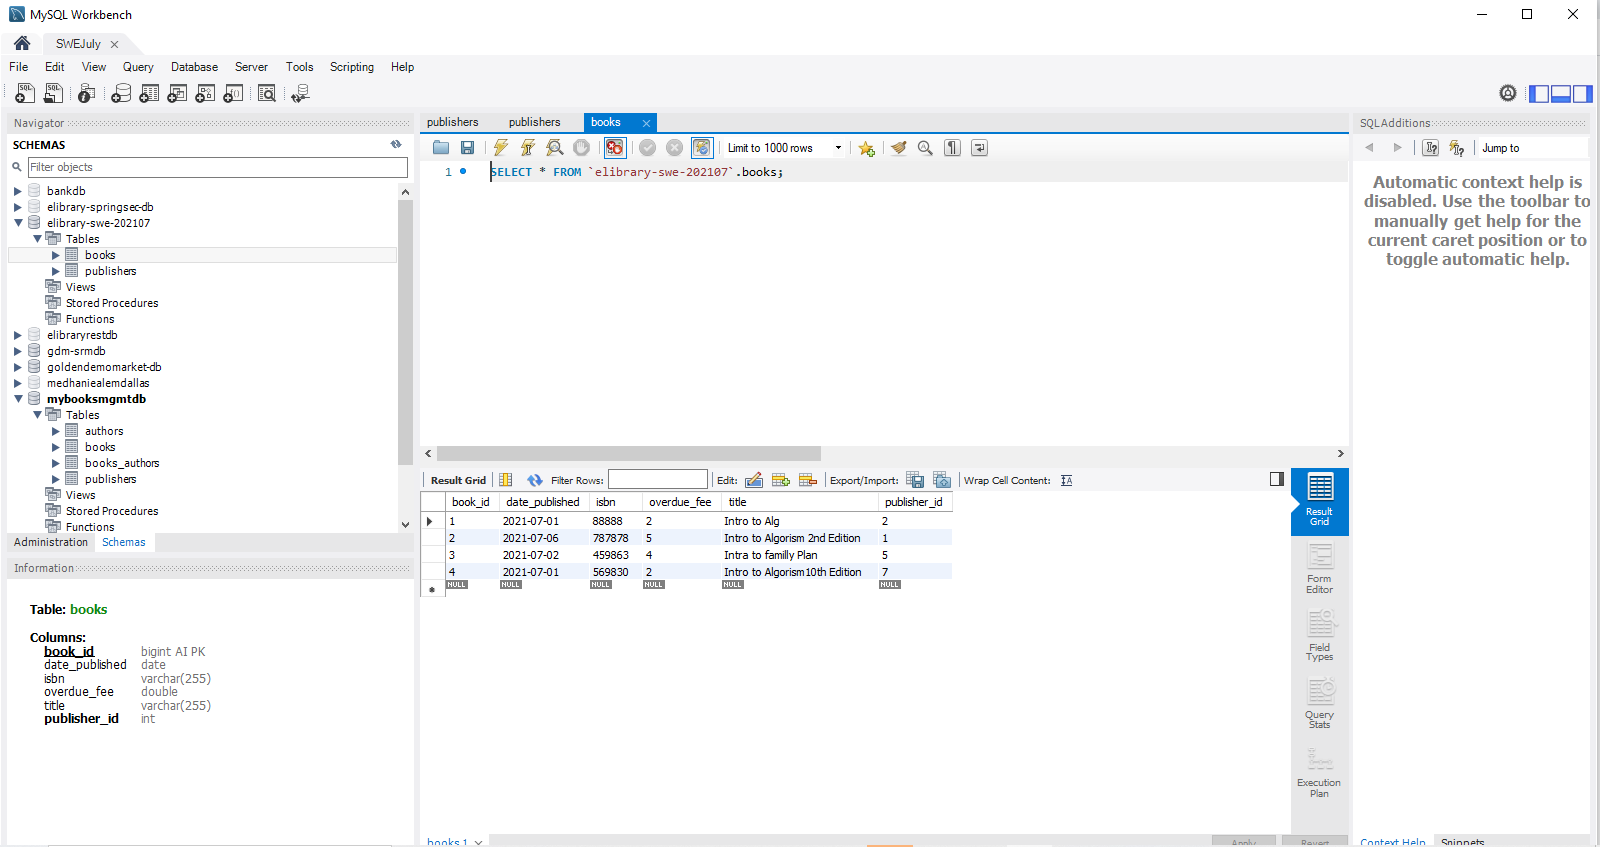 MySQL Workbench
SWEJuly
File Edit View Query Database Server Tools Scripting Help
Navigator
SCHEMAS
Filter objects
bankdb
elibrary-springsec-db
elibrary-swe-202107
Tables
books
publishers
Views
Stored Procedures
Functions
elibraryrestdb
gdm-srmdb
goldendemomarket-db
medhaniealemdallas
mybooksmgmtdb
Tables
authors
books
books_authors
publishers
Views
Stored Procedures
Functions
Administration Schemas
Information
Table: books
Columns:
book_id bigint AI PK
date_published date
isbn varchar(255)
overdue_fee double
title varchar(255)
publisher_id int
publishers publishers books
Limit to 1000 rows
1 SELECT * FROM `elibrary-swe-202107`.books;
Result Grid Filter Rows: Edit: Export/Import: Wrap Cell Content:
book_id date_published isbn overdue_fee title publisher_id
1 2021-07-01 88888 2 Intro to Alg 2
2 2021-07-06 787878 5 Intro to Algorism 2nd Edition 1
3 2021-07-02 459863 4 Intra to familly Plan 5
4 2021-07-01 569830 2 Intro to Algorism10th Edition 7
NULL NULL NULL NULL NULL NULL
Result
Grid
Form
Editor
Field
Types
Query
Stats
Execution
Plan
books 1 Apply Revert
SQLAdditions
Jump to
Automatic context help is
disabled. Use the toolbar to
manually get help for the
current caret position or to
toggle automatic help.
Context Help Snippets